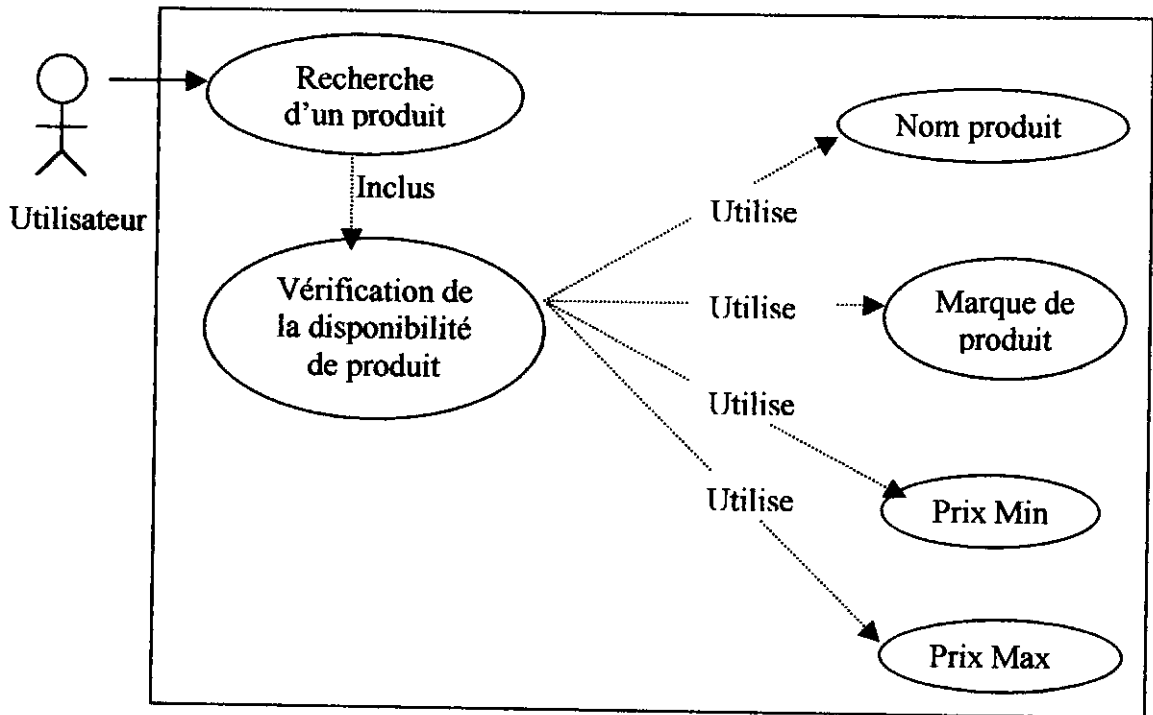 Recherche
d'un produit
Nom produit
Inclus
Utilise
Utilisateur
Vérification de
la disponibilité
de produit
Utilise
Marque de
produit
Utilise
Utilise
Prix Min
Prix Max